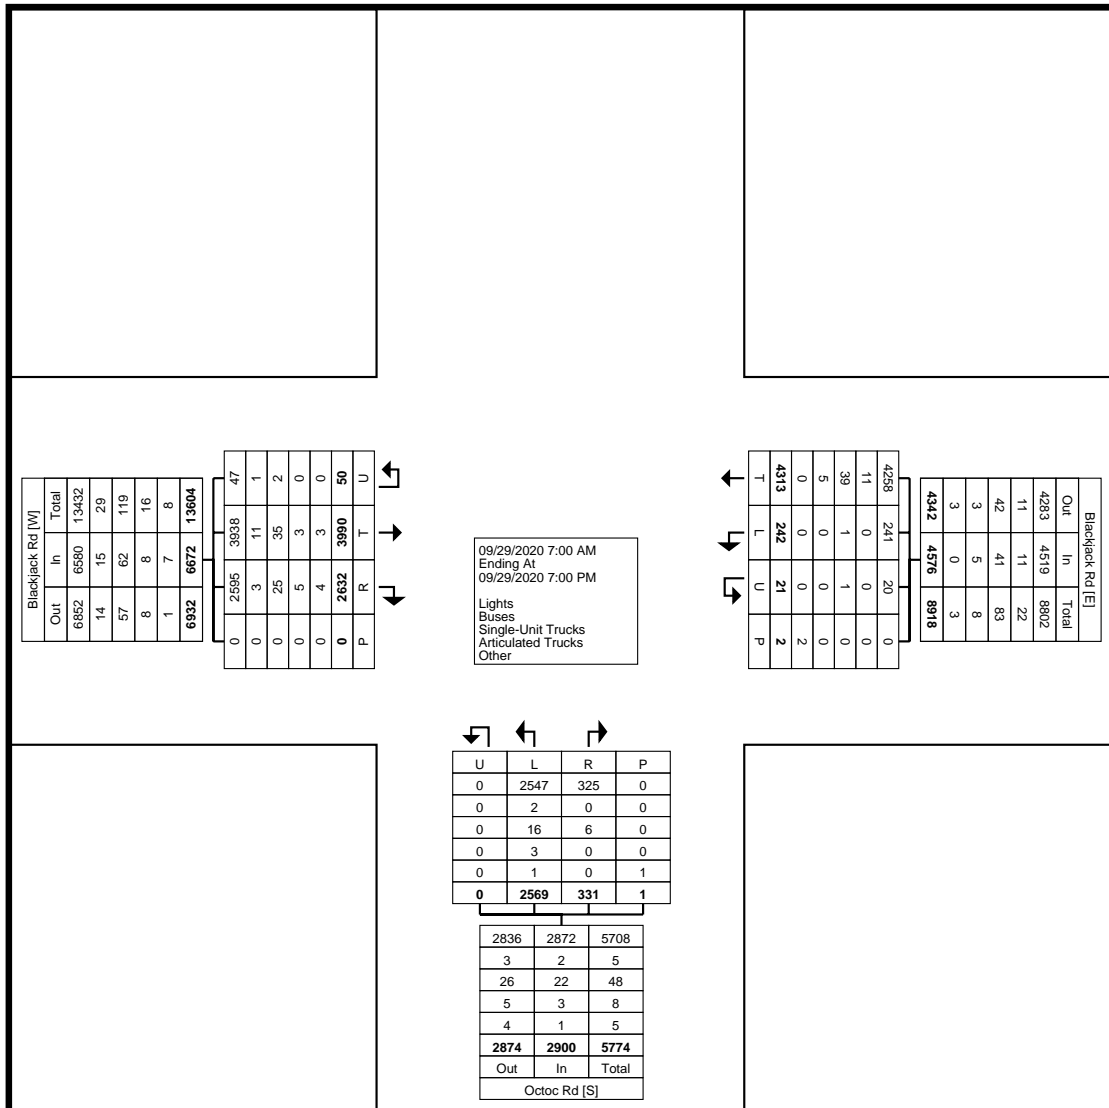 Blackjack Rd [W]
Total In Out
13432 6580 6852
29 15 14
119 62 57
16 8 8
8 7 1
13604 6672 6932
47 3938 2595 0
1 11 3 0
2 35 25 0
0 3 5 0
0 3 4 0
50 3990 2632 0
U T R P
09/29/2020 7:00 AM
Ending At
09/29/2020 7:00 PM
Lights
Buses
Single-Unit Trucks
Articulated Trucks
Other
Blackjack Rd [E]
Out In Total
4283 4519 8802
11 11 22
42 41 83
3 5 8
3 0 3
4342 4576 8918
4258 241 20 0
11 0 0 0
39 1 1 0
5 0 0 0
0 0 0 2
4313 242 21 2
T L U P
U L R P
0 2547 325 0
0 2 0 0
0 16 6 0
0 3 0 0
0 1 0 1
0 2569 331 1
2836 2872 5708
3 2 5
26 22 48
5 3 8
4 1 5
2874 2900 5774
Out In Total
Octoc Rd [S]